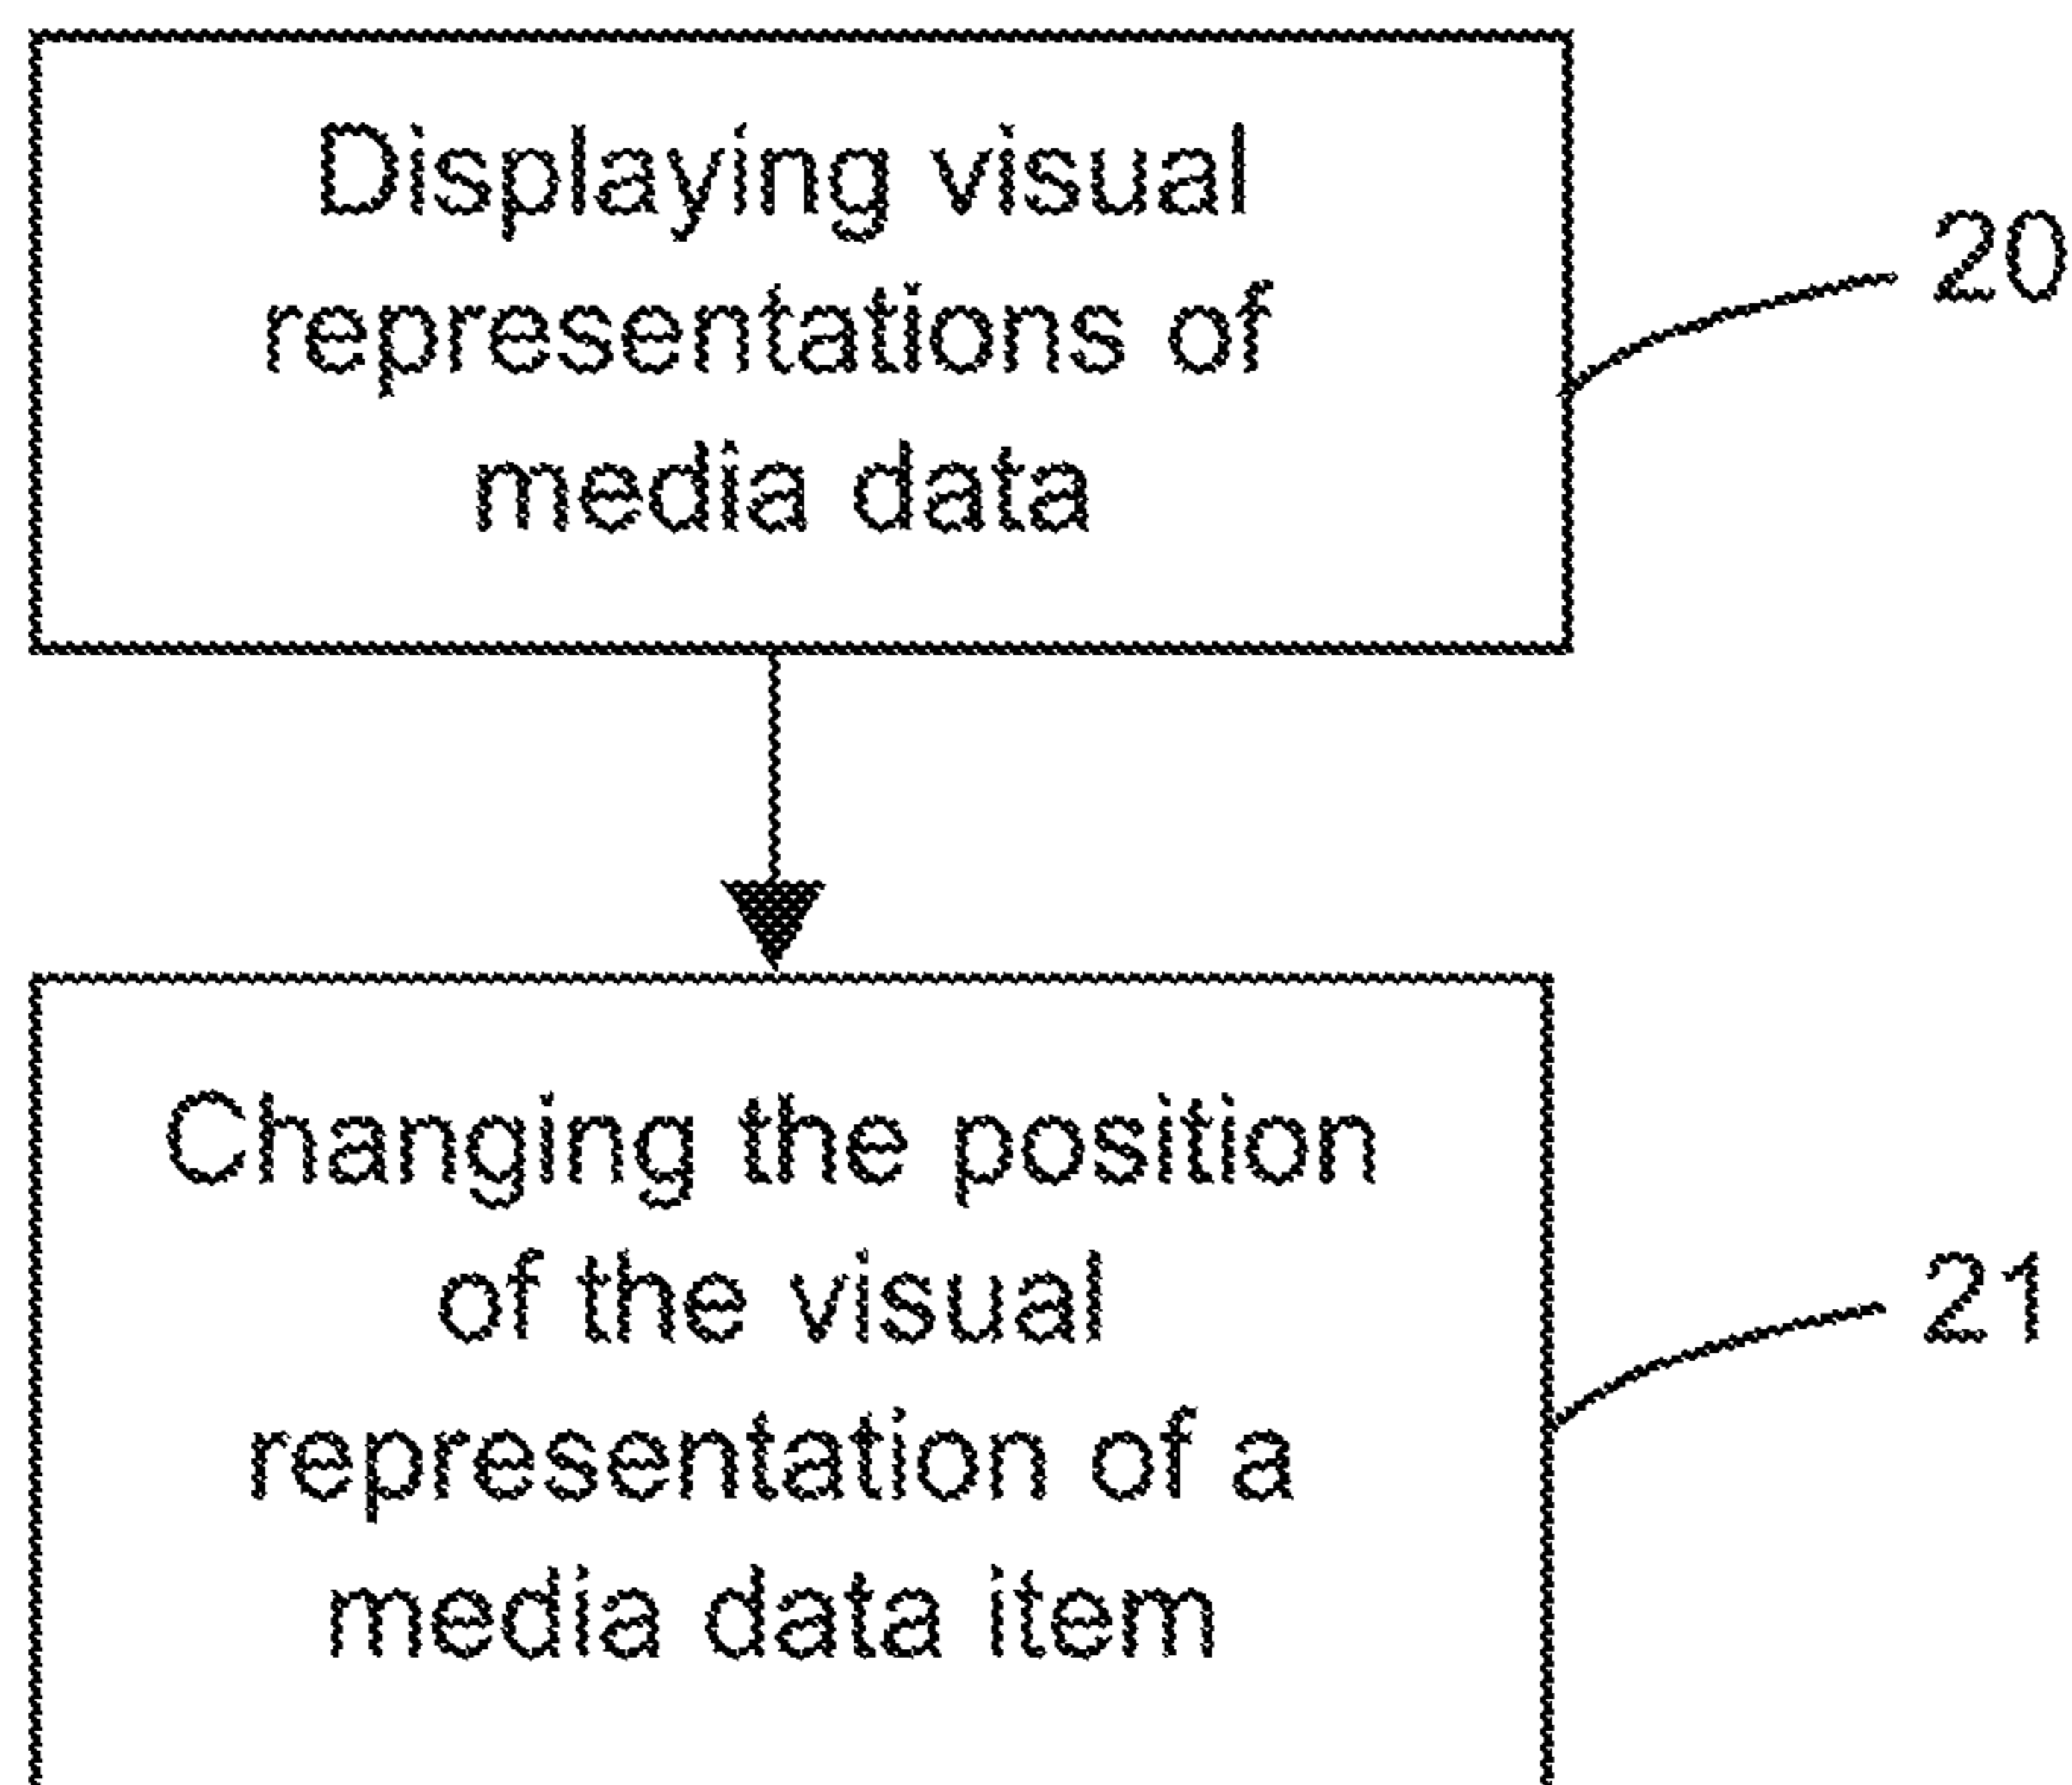 Displaying visual
representations of
media data
20
Changing the position
of the visual
representation of a
media data item
21